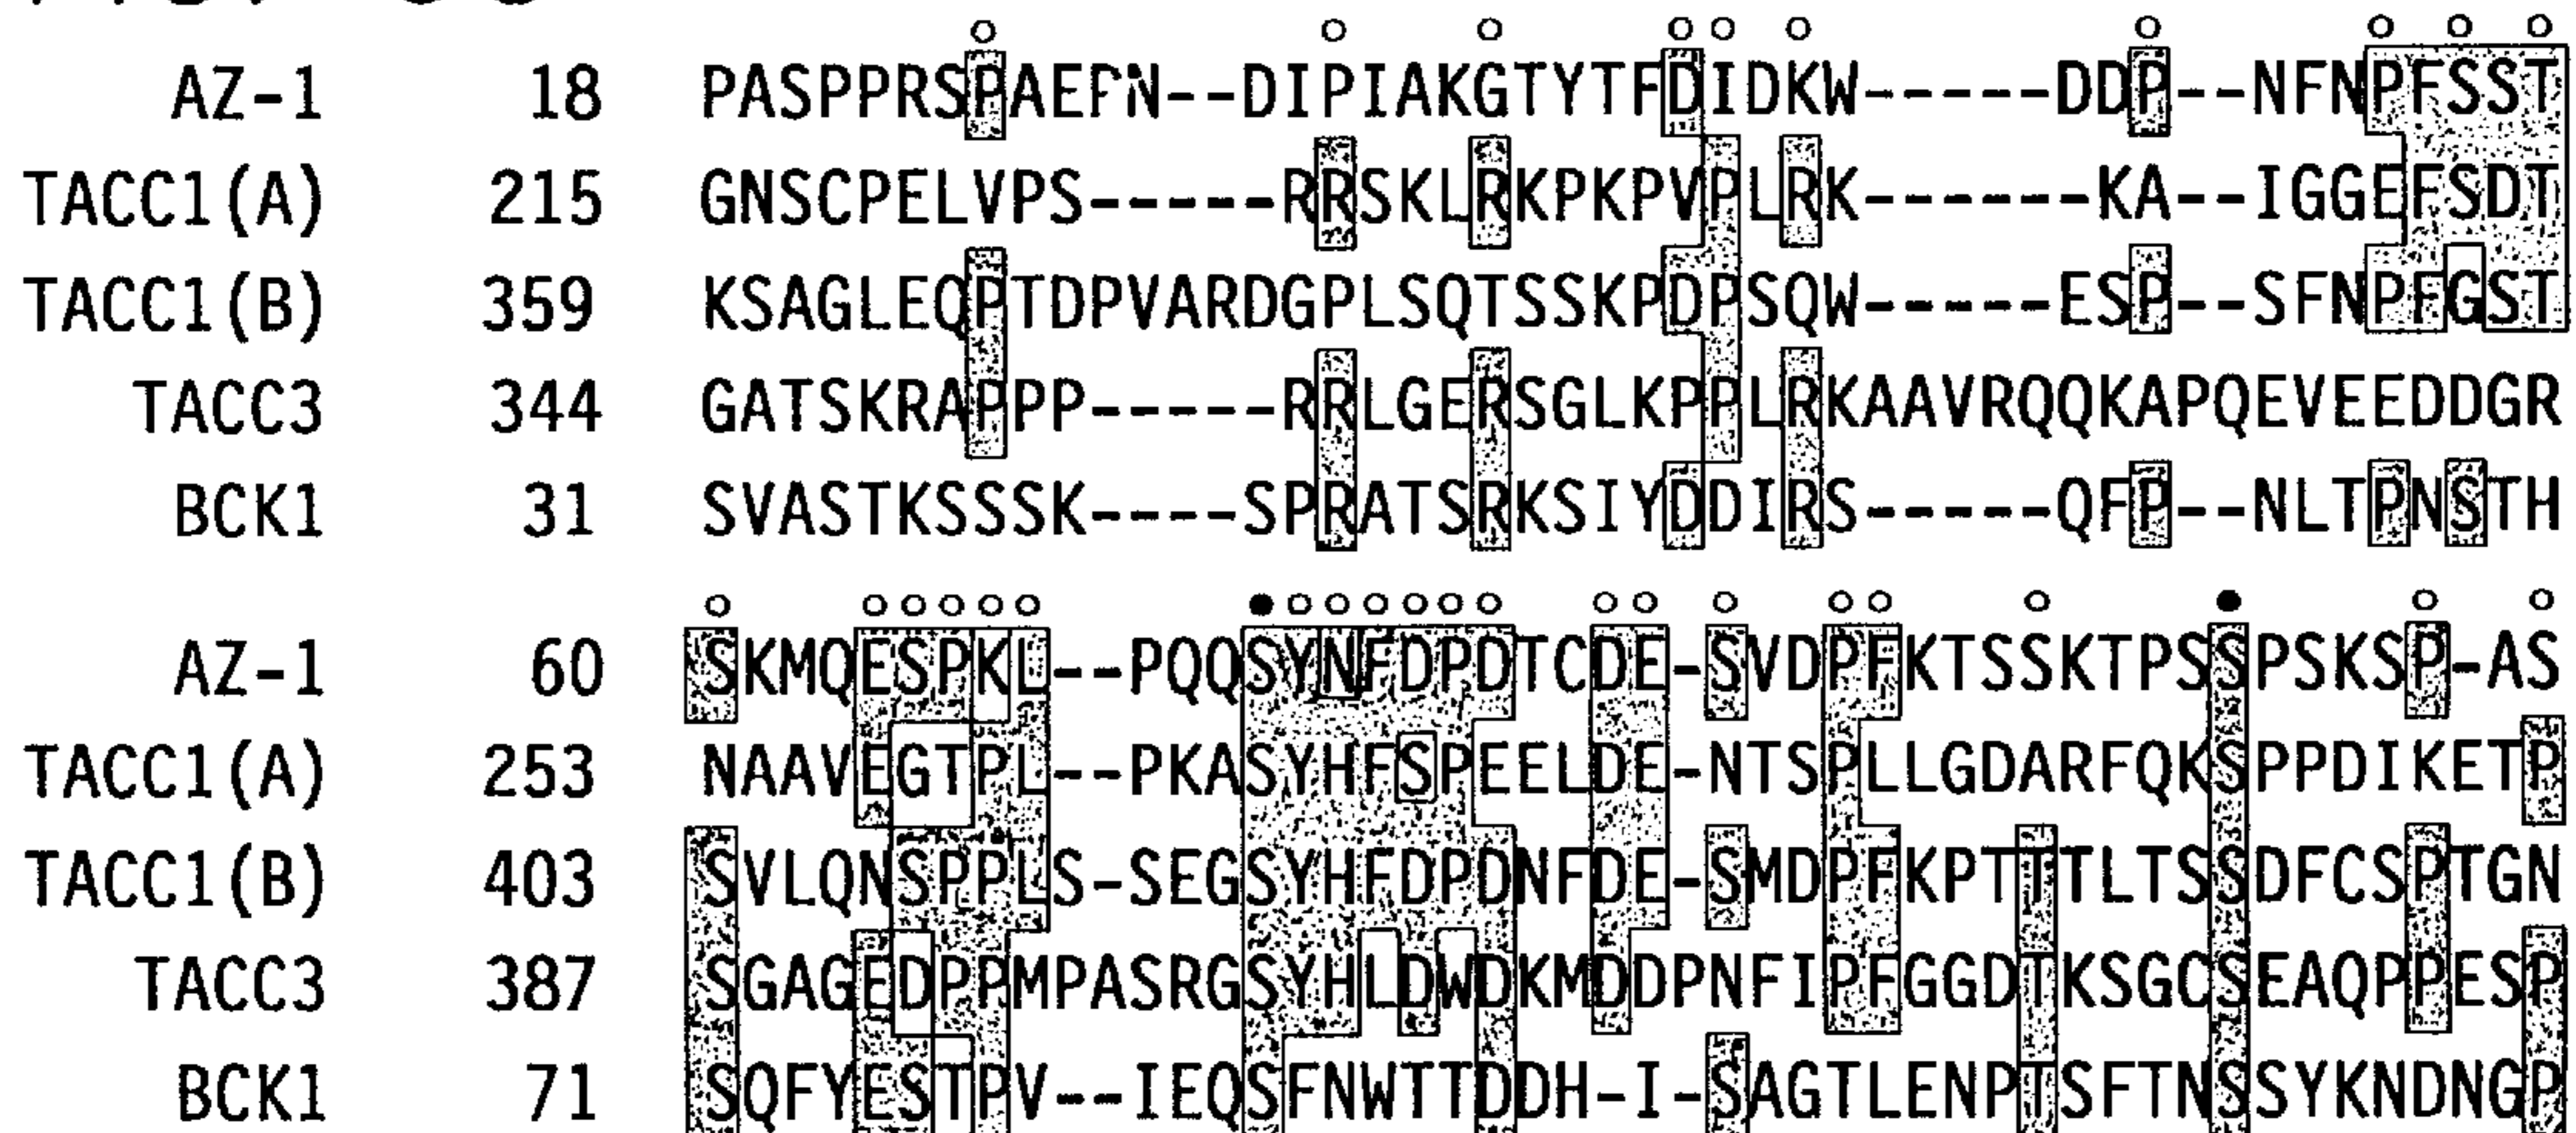 AZ-1 18 PASPPRSPAEFN--DIPIAKGTYTFDIDKW-----DDP--NFNPFSST
TACC1(A) 215 GNSCPELVPS-----RRSKLRKPKPVPLRK------KA--IGGEFSDT
TACC1(B) 359 KSAGLEQPTDPVARDGPLSQTSSKPDPSQW-----ESP--SFNPFGST
TACC3 344 GATSKRAPPP-----RRLGERSGLKPPLRKAAVRQQKAPQEVEEDDGR
BCK1 31 SVASTKSSSK----SPRATSRKSIYDDIRS-----QFP--NLTPNSTH
AZ-1 60 SKMQESPKL--PQQSYNFDPDTCDE-SVDPFKTSSKTPSSPSKSP-AS
TACC1(A) 253 NAAVEGTPL--PKASYHFSPEELDE-NTSPLLGDARFQKSPPDIKETP
TACC1(B) 403 SVLQNSPPLS-SEGSYHFDPDNFDE-SMDPFKPTTTLTSSDFCSPTGN
TACC3 387 SGAGEDPPMPASRGSYHLDWDKMDDPNFIPFGGDTKSGCSEAQPPESP
BCK1 71 SQFYESTPV--IEQSFNWTTDDH-I-SAGTLENPTSFTNSSYKNDNGP